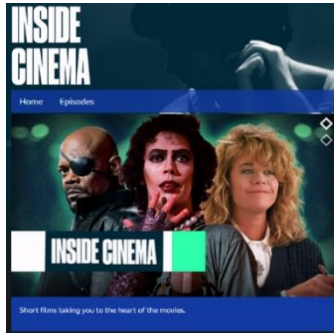 INSIDE
CINEMA
Home Episodes
INSIDE CINEMA
Short films taking you to the heart of the movies.